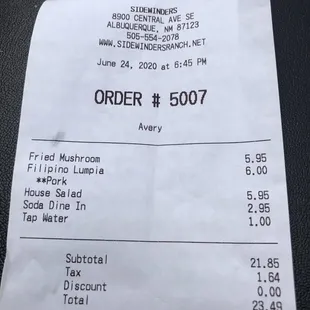 SIDEWINDERS
8900 CENTRAL AVE SE
ALBUQUERQUE, NM 87123
505-554-2078
WWW.SIDEWINDERSRANCH.NET
June 24, 2020 at 6:45 PM
ORDER # 5007
Avery
Fried Mushroom 5.95
Filipino Lumpia 6.00
**Pork
House Salad 5.95
Soda Dine In 2.95
Tap Water 1.00
Subtotal 21.85
Tax 1.64
Discount 0.00
Total 23.49